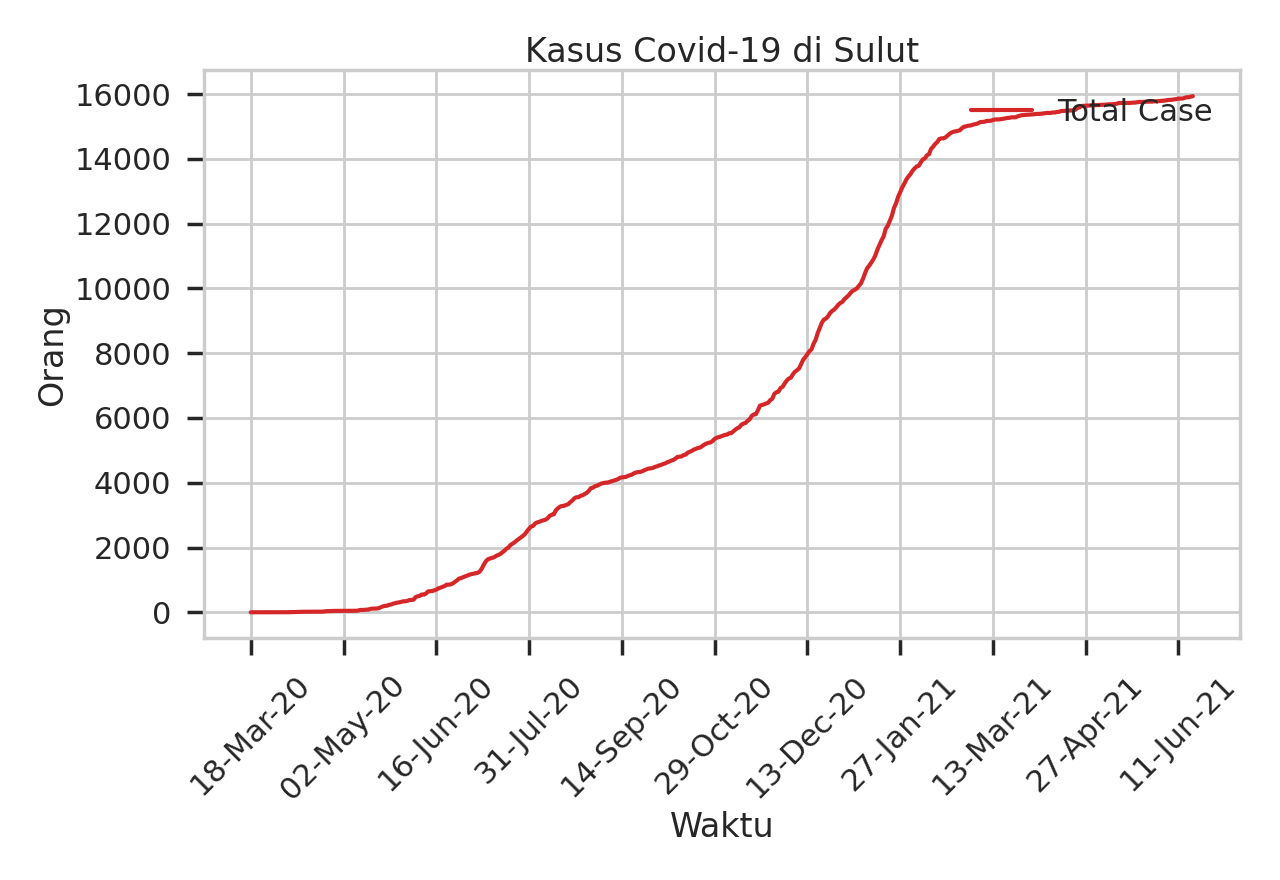 Kasus Covid-19 di Sulut
16000
14000
12000
10000
8000
6000
4000
2000
0
Orang
Total Case
18-Mar-20
02-May-20
16-Jun-20
31-Jul-20
14-Sep-20
29-Oct-20
13-Dec-20
27-Jan-21
13-Mar-21
27-Apr-21
11-Jun-21
Waktu